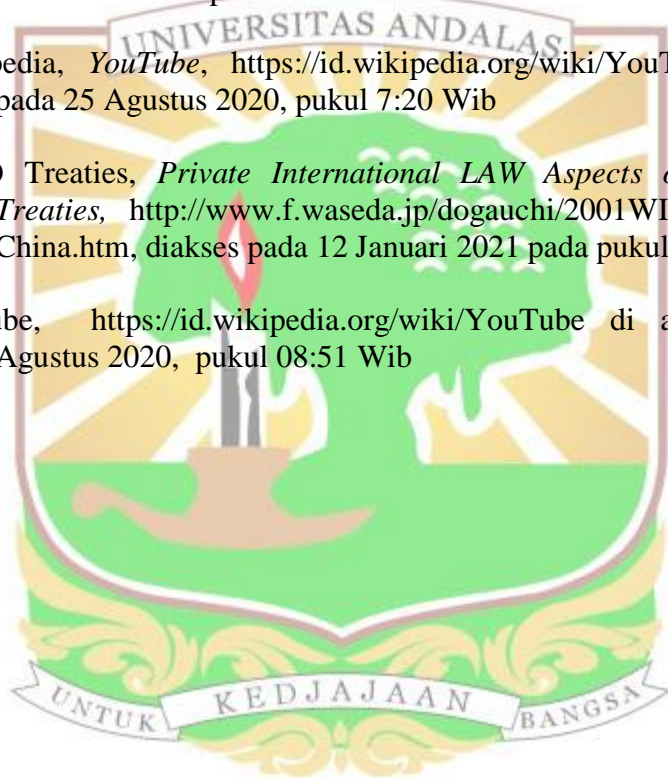 UNIVERSITAS ANDALAS
pedia, YouTube, https://id.wikipedia.org/wiki/YouT
pada 25 Agustus 2020, pukul 7:20 Wib
Treaties, Private International LAW Aspects
Treaties, http://www.f.waseda.jp/dogauchi/2001WI
China.htm, diakses pada 12 Januari 2021 pada pukul
be, https://id.wikipedia.org/wiki/YouTube di a
Agustus 2020, pukul 08:51 Wib
UNTUK KEDJAJAAN BANGSA